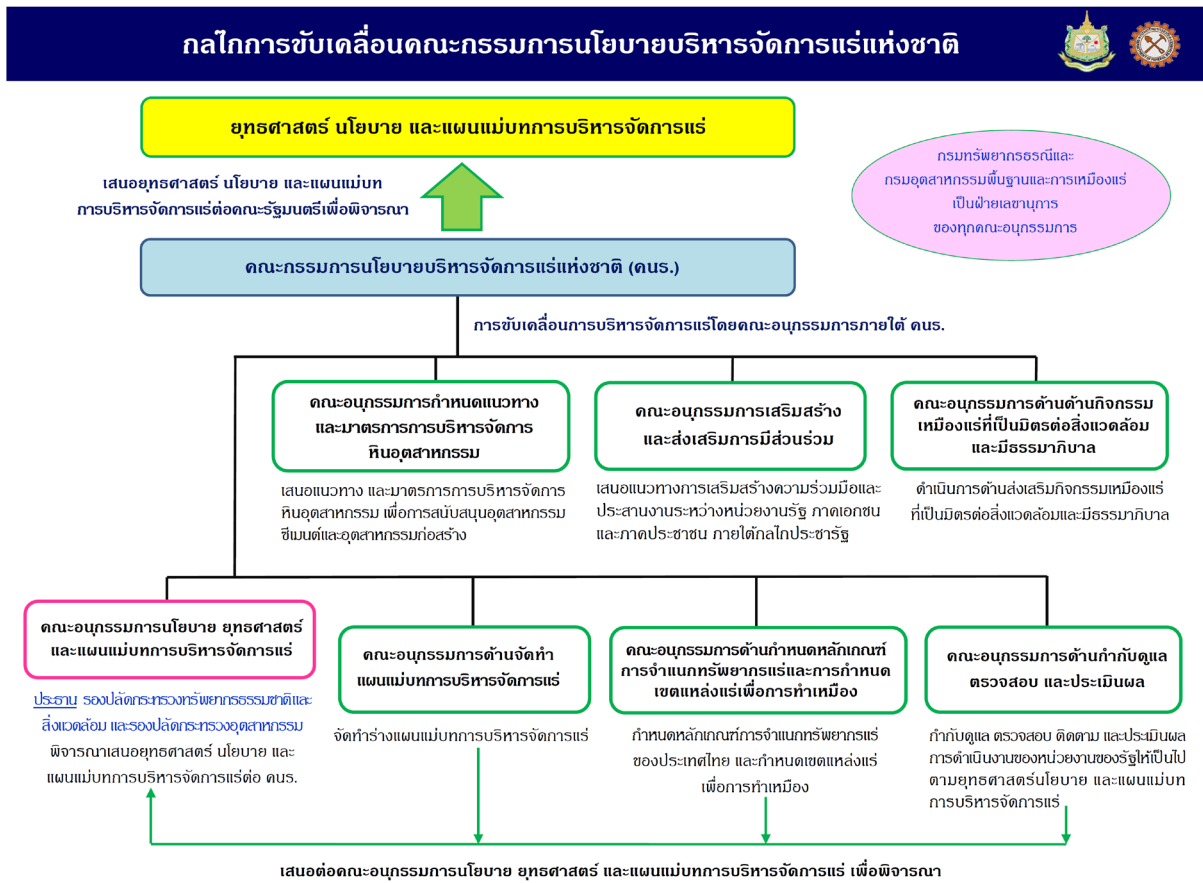 กลไกการขับเคลื่อนคณะกรรมการนโยบายบริหารจัดการแร่แห่งชาติ
ยุทธศาสตร์ นโยบาย และแผนแม่บทการบริหารจัดการแร่
เสนอยุทธศาสตร์ นโยบาย และแผนแม่บท
การบริหารจัดการแร่ต่อคณะรัฐมนตรีเพื่อพิจารณา
กรมทรัพยากรธรณีและ
กรมอุตสาหกรรมพื้นฐานและการเหมืองแร่
เป็นฝ่ายเลขานุการ
ของทุกคณะอนุกรรมการ
คณะกรรมการนโยบายบริหารจัดการแร่แห่งชาติ (คนร.)
การขับเคลื่อนการบริหารจัดการแร่โดยคณะอนุกรรมการภายใต้ คนร.
คณะอนุกรรมการกำหนดแนวทาง
และมาตรการการบริหารจัดการ
หินอุตสาหกรรม
เสนอแนวทาง และมาตรการการบริหารจัดการ
หินอุตสาหกรรม เพื่อการสนับสนุนอุตสาหกรรม
ซีเมนต์และอุตสาหกรรมก่อสร้าง
คณะอนุกรรมการเสริมสร้าง
และส่งเสริมการมีส่วนร่วม
เสนอแนวทางการเสริมสร้างความร่วมมือและ
ประสานงานระหว่างหน่วยงานรัฐ ภาคเอกชน
และภาคประชาชน ภายใต้กลไกประชารัฐ
คณะอนุกรรมการด้านด้านกิจกรรม
เหมืองแร่ที่เป็นมิตรต่อสิ่งแวดล้อม
และมีธรรมาภิบาล
ดำเนินการด้านส่งเสริมกิจกรรมเหมืองแร่
ที่เป็นมิตรต่อสิ่งแวดล้อมและมีธรรมาภิบาล
คณะอนุกรรมการนโยบาย ยุทธศาสตร์
และแผนแม่บทการบริหารจัดการแร่
ประธาน รองปลัดกระทรวงทรัพยากรธรรมชาติและ
สิ่งแวดล้อม และรองปลัดกระทรวงอุตสาหกรรม
พิจารณาเสนอยุทธศาสตร์ นโยบาย และ
แผนแม่บทการบริหารจัดการแร่ต่อ คนร.
คณะอนุกรรมการด้านจัดทำ
แผนแม่บทการบริหารจัดการแร่
จัดทำร่างแผนแม่บทการบริหารจัดการแร่
คณะอนุกรรมการด้านกำหนดหลักเกณฑ์
การจำแนกทรัพยากรแร่และการกำหนด
เขตแหล่งแร่เพื่อการทำเหมือง
กำหนดหลักเกณฑ์การจำแนกทรัพยากรแร่
ของประเทศไทย และกำหนดเขตแหล่งแร่
เพื่อการทำเหมือง
คณะอนุกรรมการด้านกำกับดูแล
ตรวจสอบ และประเมินผล
กำกับดูแล ตรวจสอบ ติดตาม และประเมินผล
การดำเนินงานของหน่วยงานของรัฐให้เป็นไป
ตามยุทธศาสตร์นโยบาย และแผนแม่บท
การบริหารจัดการแร่
เสนอต่อคณะอนุกรรมการนโยบาย ยุทธศาสตร์ และแผนแม่บทการบริหารจัดการแร่ เพื่อพิจารณา